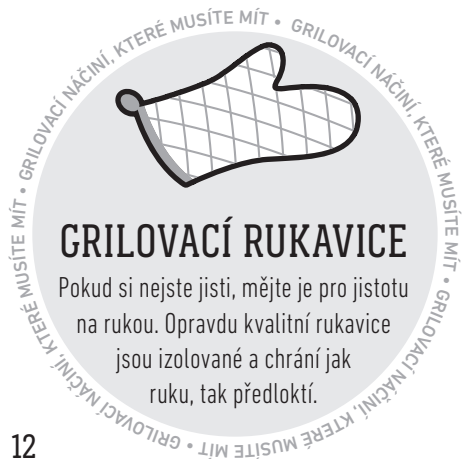 GRILOVACÍ NÁČINÍ, KTERÉ MUSÍTE MÍT • GRILOVACÍ NÁČINÍ, KTERÉ MUSÍTE MÍT • GRILOVACÍ NÁČINÍ, KTERÉ MUSÍTE MÍT • GRILOVACÍ NÁČINÍ, KTERÉ MUSÍTE MÍT •
GRILOVACÍ RUKAVICE
Pokud si nejste jisti, mějte je pro jistotu
na rukou. Opravdu kvalitní rukavice
jsou izolované a chrání jak
ruku, tak předloktí.
12